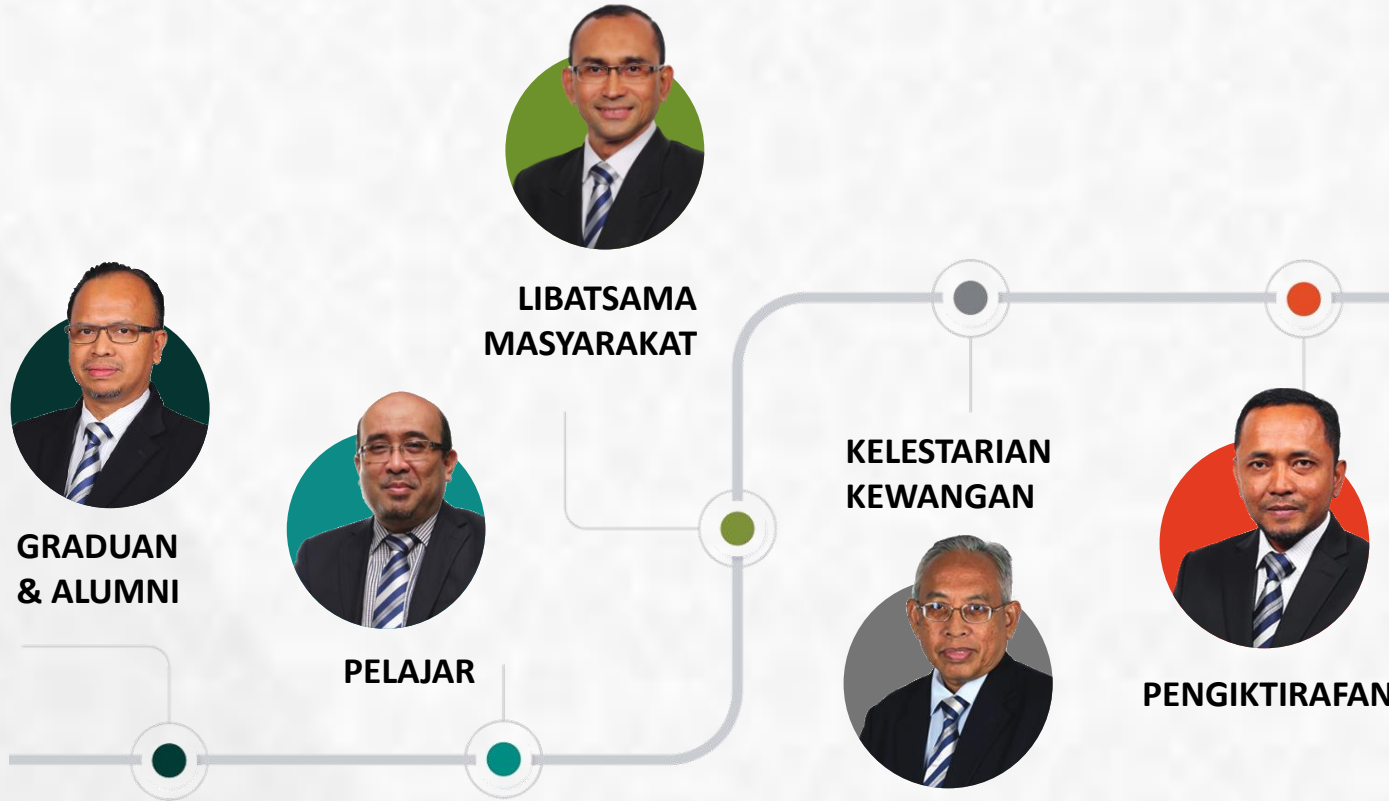 GRADUAN
& ALUMNI
PELAJAR
LIBATSAMA
MASYARAKAT
KELESTARIAN
KEWANGAN
PENGIKTIRAFAN